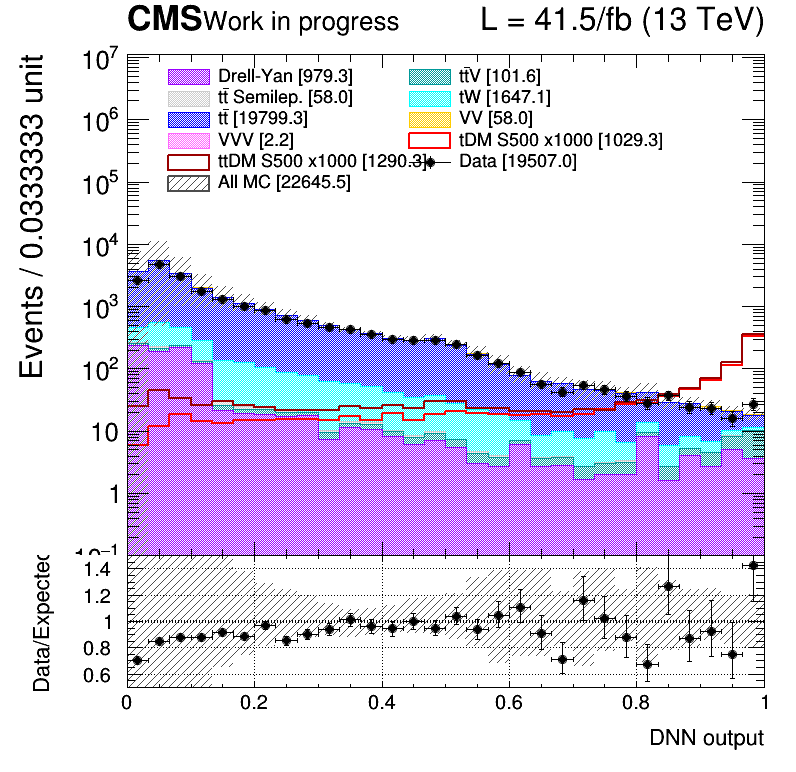 CMS Work in progress L = 41.5/fb (13 TeV)
Events / 0.0333333 unit
10⁷
10⁶
10⁵
10⁴
10³
10²
10
1
10⁻¹
Drell-Yan [979.3] tt̄V [101.6]
tt̄ Semilep. [58.0] tW [1647.1]
tt̄ [19799.3] VV [58.0]
VVV [2.2] tDM S500 x1000 [1029.3]
ttDM S500 x1000 [1290.3] Data [19507.0]
All MC [22645.5]
Data/Expected
1.4
1.2
1
0.8
0.6
0 0.2 0.4 0.6 0.8 1
DNN output